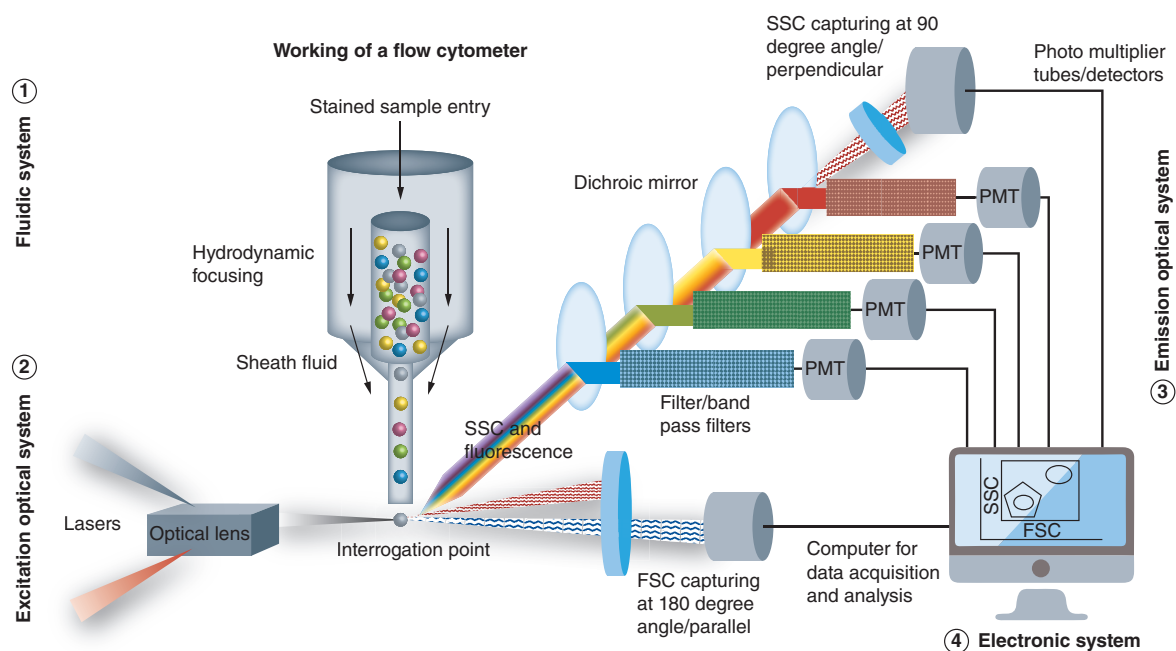 Working of a flow cytometer
1
Fluidic system
Stained sample entry
Hydrodynamic
focusing
Sheath fluid
2
Excitation optical system
Lasers
Optical lens
Interrogation point
SSC and
fluorescence
Dichroic mirror
SSC capturing at 90
degree angle/
perpendicular
Photo multiplier
tubes/detectors
PMT
PMT
PMT
PMT
Filter/band
pass filters
FSC capturing
at 180 degree
angle/parallel
Emission optical system
3
SSC
FSC
Computer for
data acquisition
and analysis
4 Electronic system